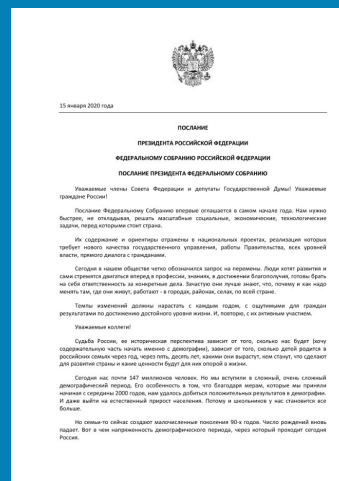 15 января 2020 года
ПОСЛАНИЕ
ПРЕЗИДЕНТА РОССИЙСКОЙ ФЕДЕРАЦИИ
ФЕДЕРАЛЬНОМУ СОБРАНИЮ РОССИЙСКОЙ ФЕДЕРАЦИИ
ПОСЛАНИЕ ПРЕЗИДЕНТА ФЕДЕРАЛЬНОМУ СОБРАНИЮ
Уважаемые члены Совета Федерации и депутаты Государственной Думы! Уважаемые
граждане России!
Послание Федеральному Собранию впервые оглашается в самом начале года. Нам нужно
быстрее, не откладывая, решать масштабные социальные, экономические, технологические
задачи, перед которыми стоит страна.
Их содержание и ориентиры отражены в национальных проектах, реализация которых
требует нового качества государственного управления, работы Правительства, всех уровней
власти, прямого диалога с гражданами.
Сегодня в нашем обществе четко обозначился запрос на перемены. Люди хотят развития и
сами стремятся двигаться вперед в профессии, знаниях, в достижении благополучия, готовы брать
на себя ответственность за конкретные дела. Зачастую они лучше знают, что, почему и как надо
менять там, где они живут, работают - в городах, районах, селах, по всей стране.
Темпы изменений должны нарастать с каждым годом, с ощутимыми для граждан
результатами по достижению достойного уровня жизни. И, повторю, с их активным участием.
Уважаемые коллеги!
Судьба России, ее историческая перспектива зависит от того, сколько нас будет (хочу
содержательную часть начать именно с демографии), зависит от того, сколько детей родится в
российских семьях через год, через пять, десять лет, какими они вырастут, кем станут, что сделают
для развития страны и какие ценности будут для них опорой в жизни.
Сегодня нас почти 147 миллионов человек. Но мы вступили в сложный, очень сложный
демографический период. Его особенность в том, что благодаря мерам, которые мы приняли
начиная с середины 2000 годов, нам удалось добиться положительных результатов в демографии.
И даже выйти на естественный прирост населения. Потому и школьников у нас становится все
больше.
Но семьи-то сейчас создают малочисленные поколения 90-х годов. Число рождений вновь
падает. Вот в чем напряженность демографического периода, через который проходит сегодня
Россия.